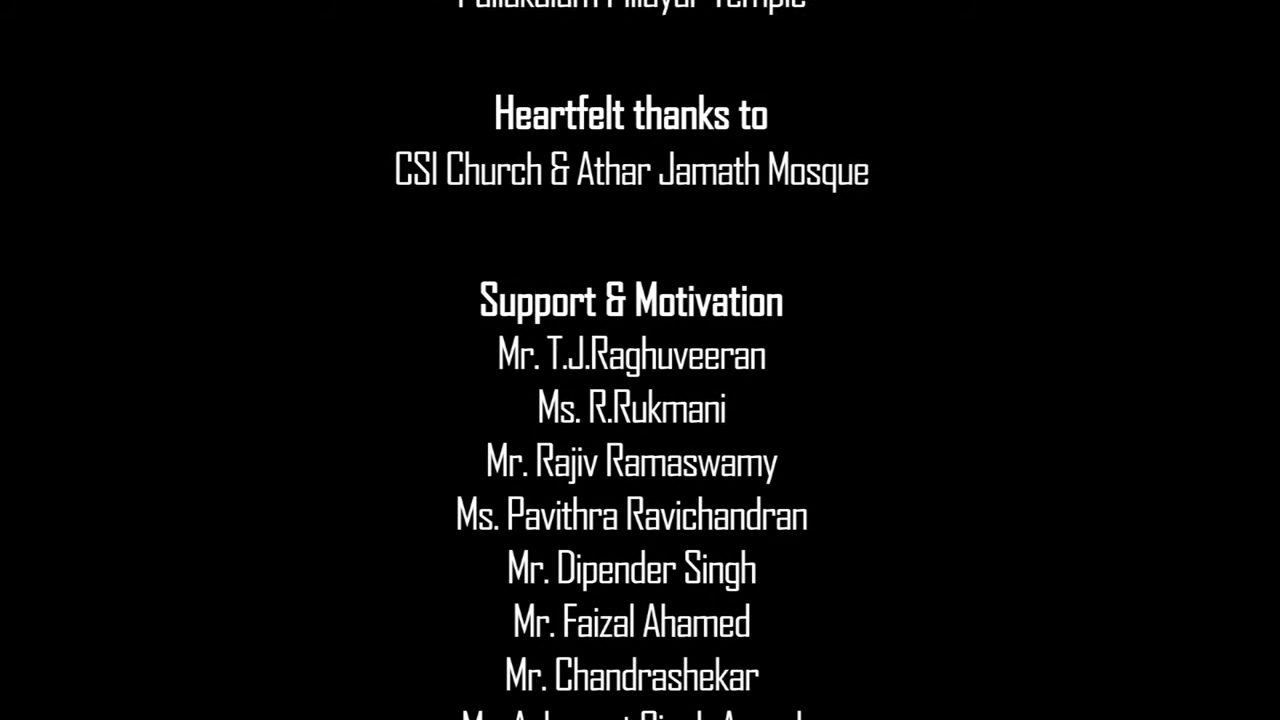 Temple
Heartfelt thanks to
CSI Church & Athar Jamath Mosque
Support & Motivation
Mr. T.J.Raghuveeran
Ms. R.Rukmani
Mr. Rajiv Ramaswamy
Ms. Pavithra Ravichandran
Mr. Dipender Singh
Mr. Faizal Ahamed
Mr. Chandrashekar